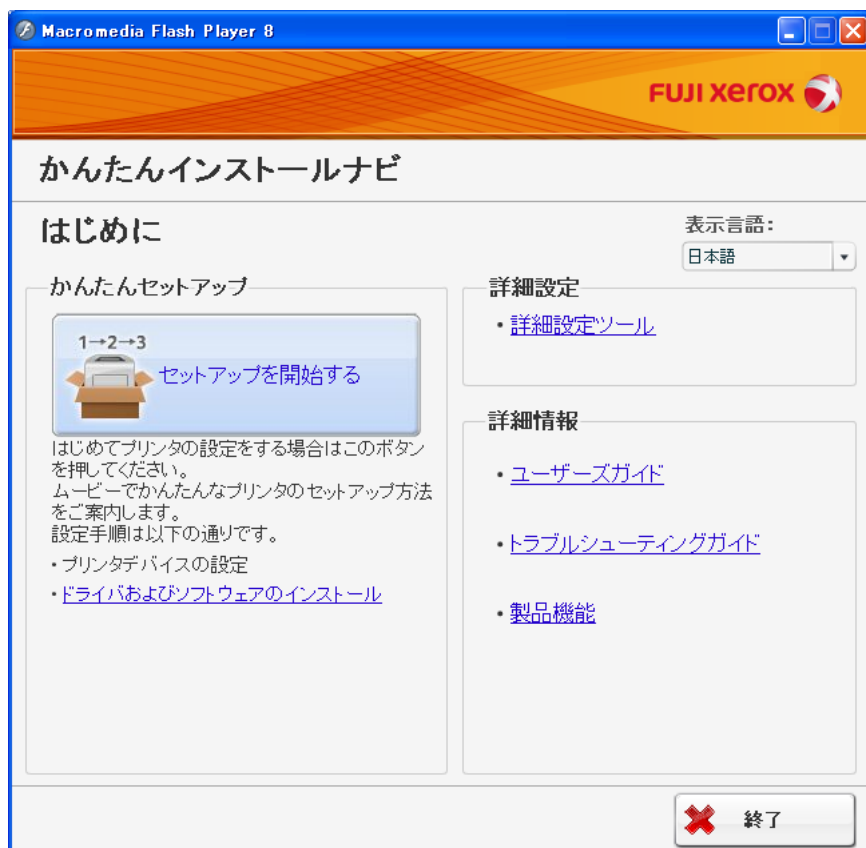 Macromedia Flash Player 8
FUJI xerox
かんたんインストールナビ
はじめに
表示言語:
日本語
かんたんセットアップ
1→2→3
セットアップを開始する
はじめてプリンタの設定をする場合はこのボタン
を押してください。
ムービーでかんたんなプリンタのセットアップ方法
をご案内します。
設定手順は以下の通りです。
・プリンタデバイスの設定
・ドライバおよびソフトウェアのインストール
詳細設定
・詳細設定ツール
詳細情報
・ユーザーズガイド
・トラブルシューティングガイド
・製品機能
終了